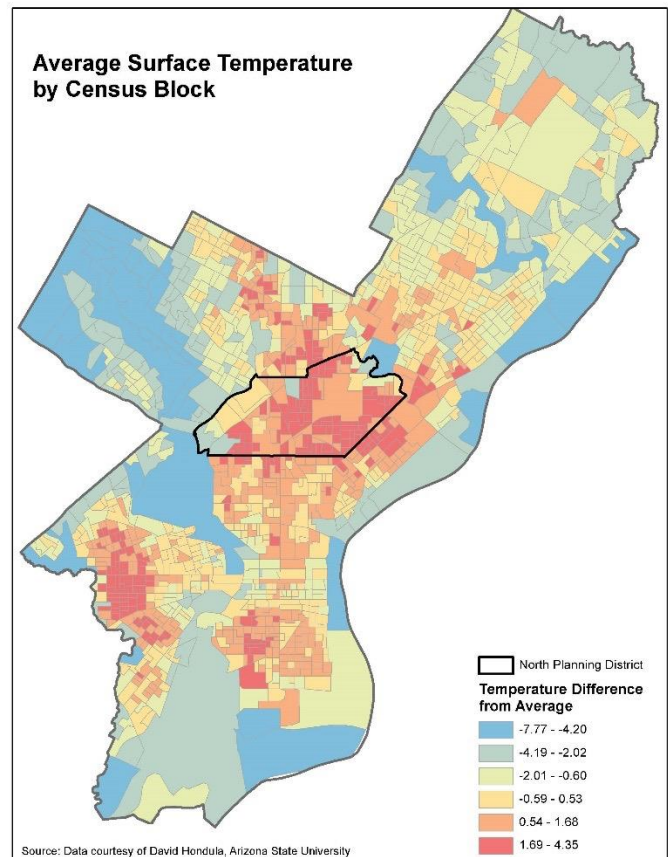 Average Surface Temperature
by Census Block
North Planning District
Temperature Difference
from Average
-7.77 - -4.20
-4.19 - -2.02
-2.01 - -0.60
-0.59 - 0.53
0.54 - 1.68
1.69 - 4.35
Source: Data courtesy of David Hondula, Arizona State University